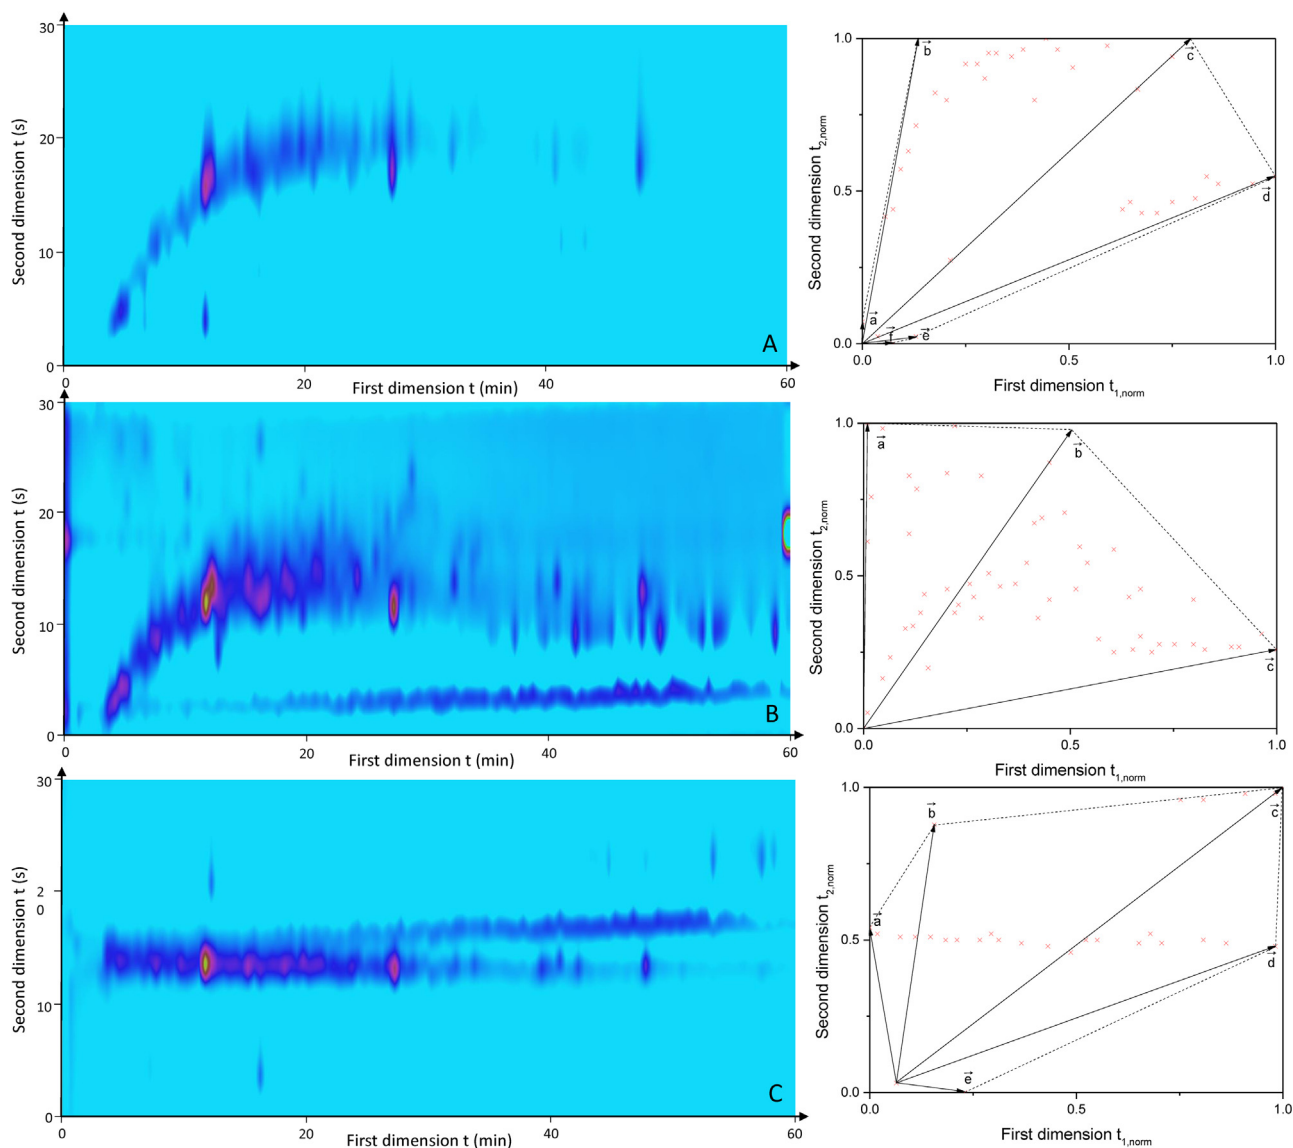 30
20
10
0
Second dimension t (s)
A
0
First dimension t (min)
40
60
1.0
0.5
0.0
Second dimension t2,norm
a
b
c
d
e
f
0.0
0.5
1.0
First dimension t1,norm
30
20
10
0
Second dimension t (s)
B
0
20
40
60
First dimension t (min)
1.0
0.5
0.0
Second dimension t2,norm
a
b
c
0.0
0.5
1.0
First dimension t1,norm
30
2
0
10
0
Second dimension t (s)
C
0
20
40
60
First dimension t (min)
1.0
0.5
0.0
Second dimension t2,norm
a
b
c
d
e
0.0
0.5
1.0
First dimension t1,norm